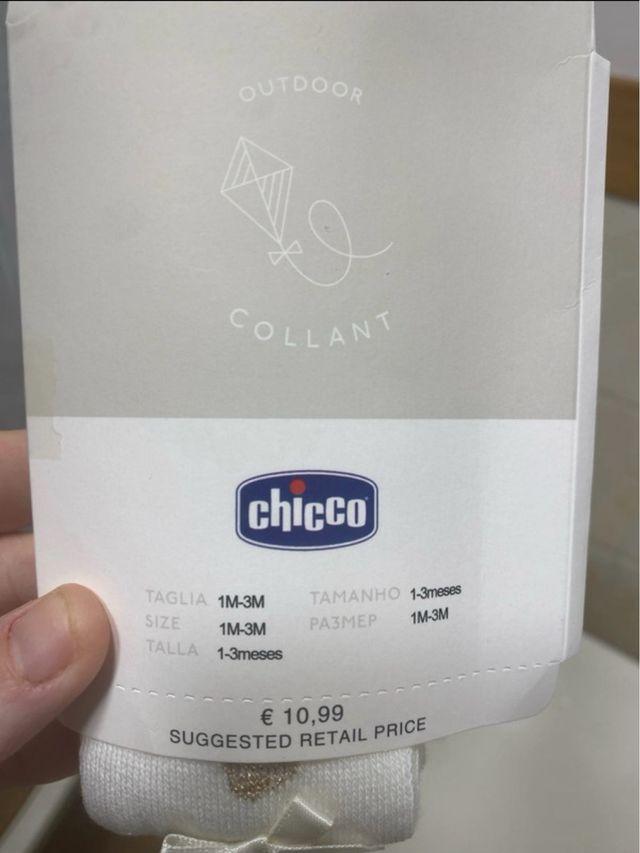 OUTDOOR
COLLANT
chicco
TAGLIA 1M-3M
SIZE 1M-3M
TALLA 1-3meses
TAMANHO 1-3meses
РАЗМЕР 1M-3M
€ 10,99
SUGGESTED RETAIL PRICE